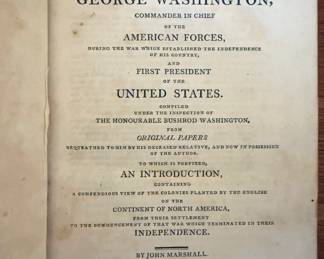 GEORGE WASHINGTON,
COMMANDER IN CHIEF
OF THE
AMERICAN FORCES,
DURING THE WAR WHICH ESTABLISHED THE INDEPENDENCE
OF HIS COUNTRY,
AND
FIRST PRESIDENT
OF THE
UNITED STATES.
COMPILED
UNDER THE INSPECTION OF
THE HONOURABLE BUSHROD WASHINGTON,
FROM
ORIGINAL PAPERS
BEQUEATHED TO HIM BY HIS DECEASED RELATIVE, AND NOW IN POSSESSION
OF THE AUTHOR.
TO WHICH IS PREFIXED,
AN INTRODUCTION,
CONTAINING
A COMPENDIOUS VIEW OF THE COLONIES PLANTED BY THE ENGLISH
ON THE
CONTINENT OF NORTH AMERICA,
FROM THEIR SETTLEMENT
TO THE COMMENCEMENT OF THAT WAR WHICH TERMINATED IN THEIR
INDEPENDENCE.
BY JOHN MARSHALL.